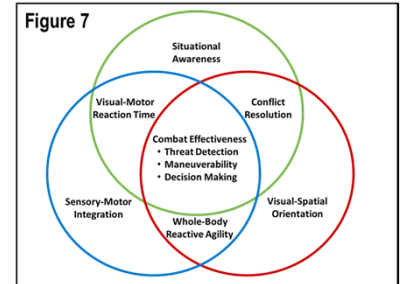 Figure 7
Situational
Awareness
Visual-Motor
Reaction Time
Conflict
Resolution
Combat Effectiveness
• Threat Detection
• Maneuverability
• Decision Making
Sensory-Motor
Integration
Visual-Spatial
Orientation
Whole-Body
Reactive Agility